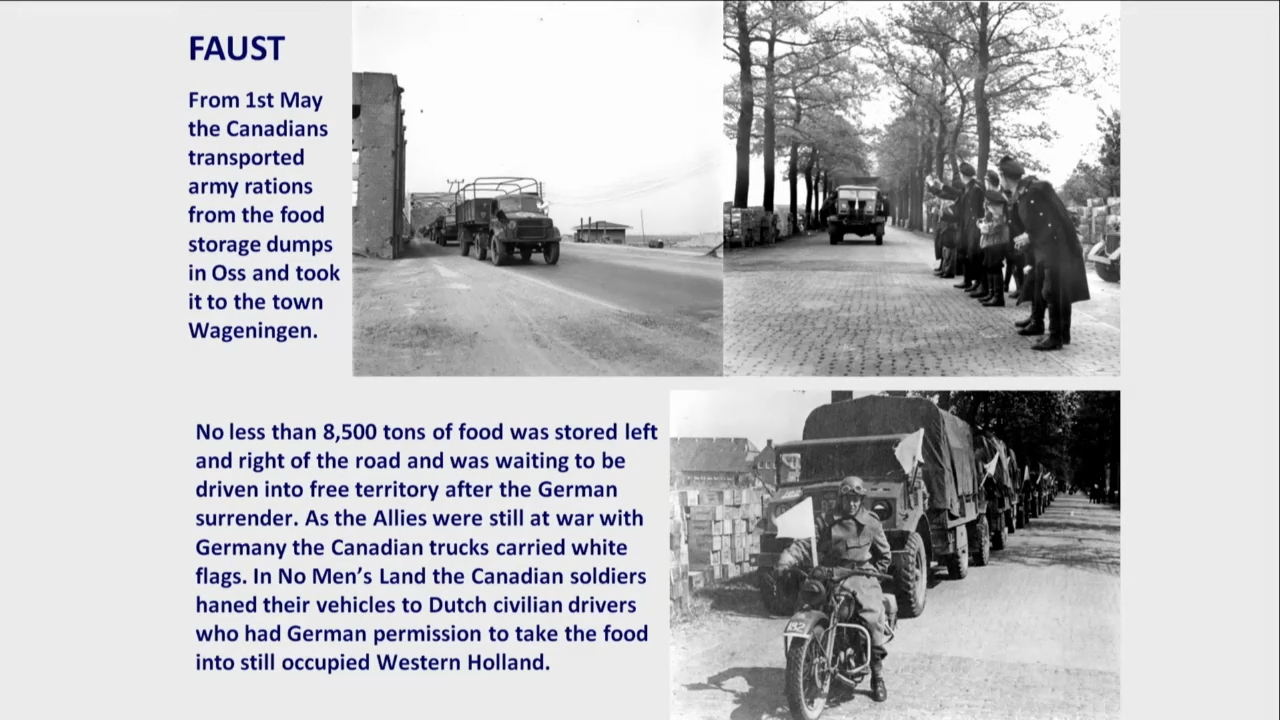 FAUST
From 1st May
the Canadians
transported
army rations
from the food
storage dumps
in Oss and took
it to the town
Wageningen.
No less than 8,500 tons of food was stored left
and right of the road and was waiting to be
driven into free territory after the German
surrender. As the Allies were still at war with
Germany the Canadian trucks carried white
flags. In No Men’s Land the Canadian soldiers
haned their vehicles to Dutch civilian drivers
who had German permission to take the food
into still occupied Western Holland.
192